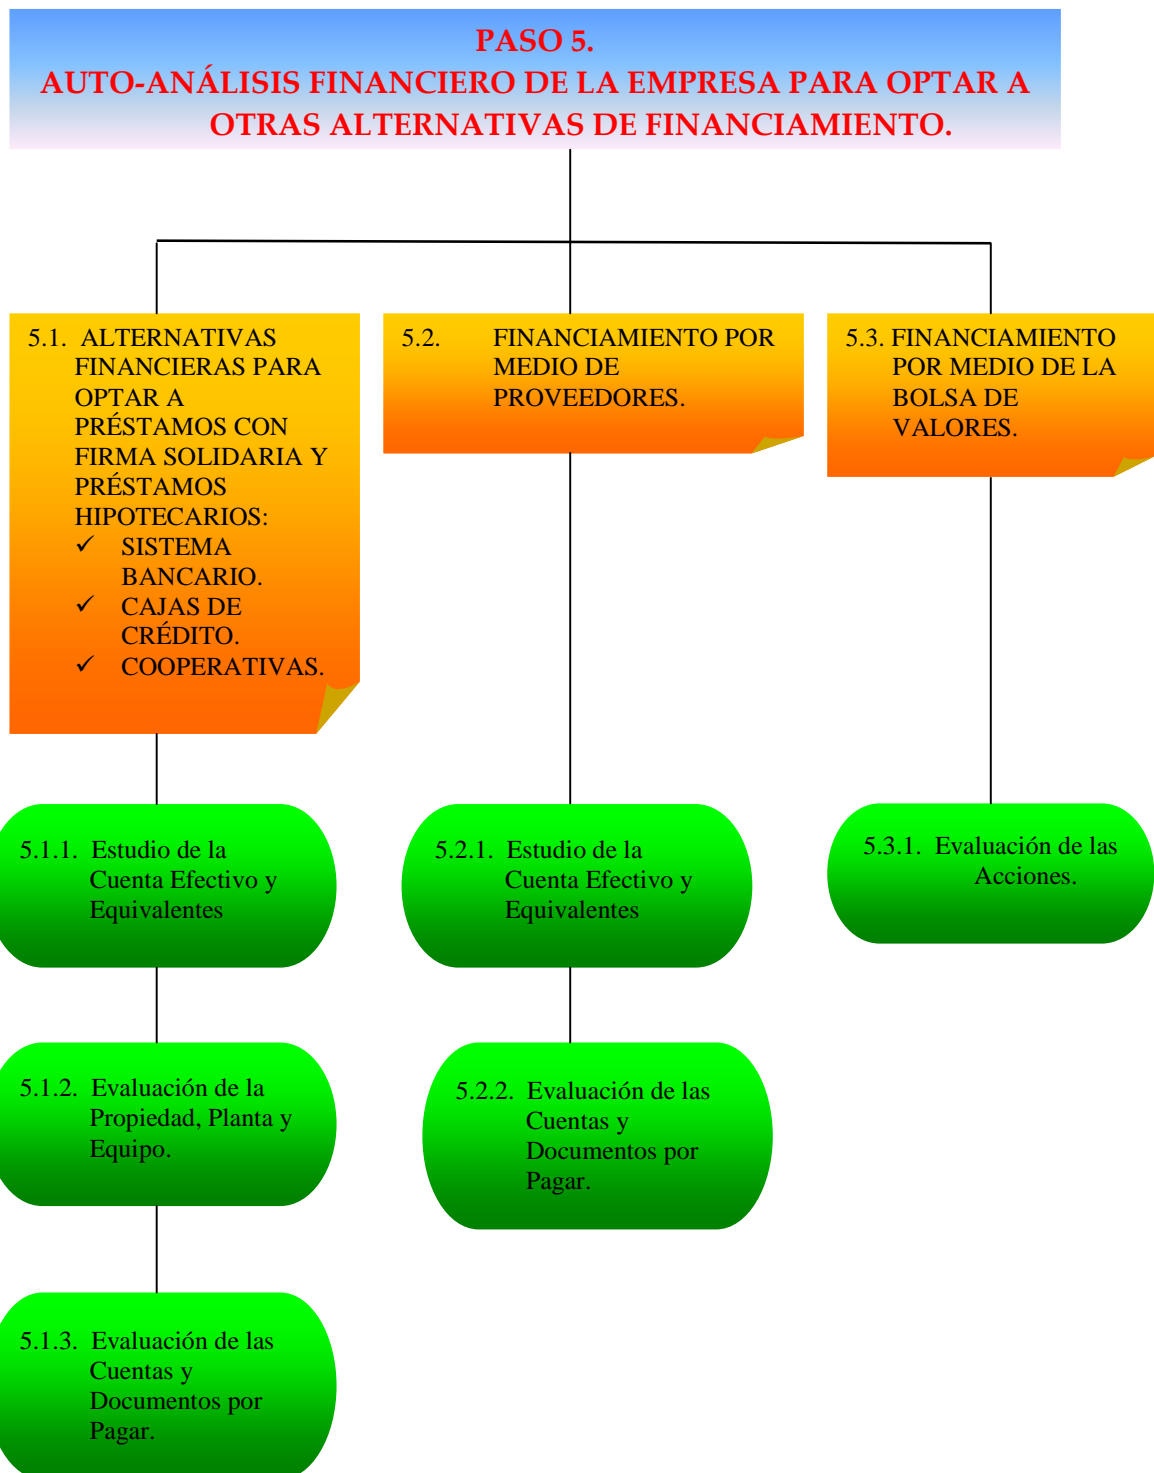 PASO 5.
AUTO-ANÁLISIS FINANCIERO DE LA EMPRESA PARA OPTAR A
OTRAS ALTERNATIVAS DE FINANCIAMIENTO.
5.1. ALTERNATIVAS
FINANCIERAS PARA
OPTAR A
PRÉSTAMOS CON
FIRMA SOLIDARIA Y
PRÉSTAMOS
HIPOTECARIOS:
✓ SISTEMA
BANCARIO.
✓ CAJAS DE
CRÉDITO.
✓ COOPERATIVAS.
5.2. FINANCIAMIENTO POR
MEDIO DE
PROVEEDORES.
5.3. FINANCIAMIENTO
POR MEDIO DE LA
BOLSA DE
VALORES.
5.1.1. Estudio de la
Cuenta Efectivo y
Equivalentes
5.2.1. Estudio de la
Cuenta Efectivo y
Equivalentes
5.3.1. Evaluación de las
Acciones.
5.1.2. Evaluación de la
Propiedad, Planta y
Equipo.
5.2.2. Evaluación de las
Cuentas y
Documentos por
Pagar.
5.1.3. Evaluación de las
Cuentas y
Documentos por
Pagar.